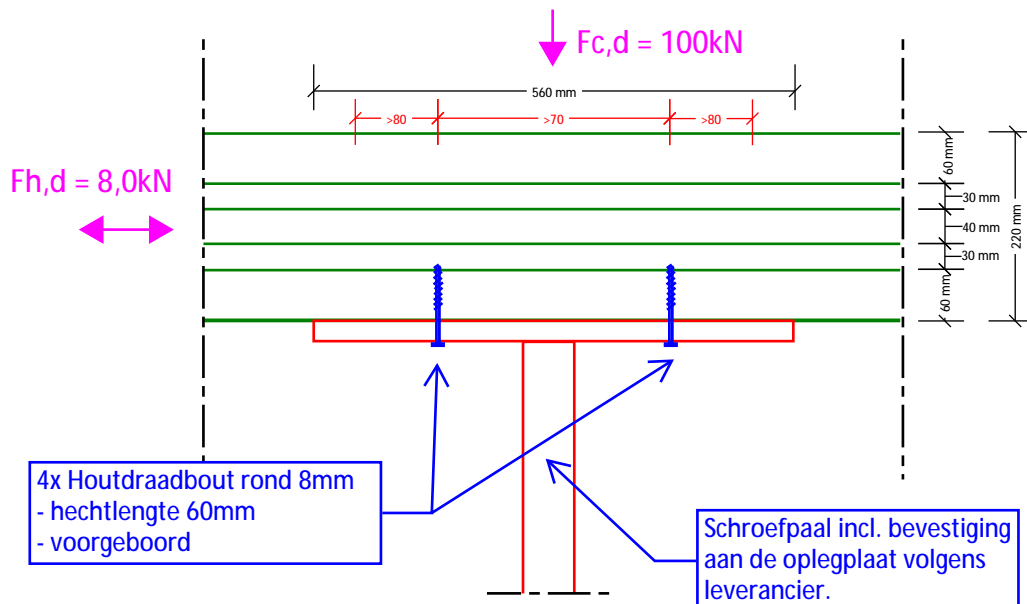 Fc,d = 100kN
560 mm
>80
>70
>80
Fh,d = 8,0kN
60 mm
30 mm
40 mm
30 mm
60 mm
220 mm
4x Houtdraadbout rond 8mm
- hechtlengte 60mm
- voorgeboord
Schroefpaal incl. bevestiging
aan de oplegplaat volgens
leverancier.